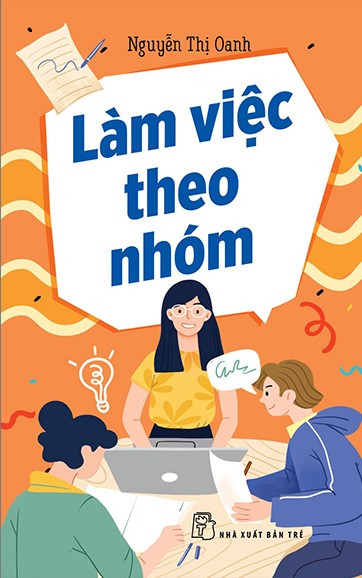 Nguyễn Thị Oanh
Làm việc
theo
nhóm
NHÀ XUẤT BẢN TRẺ